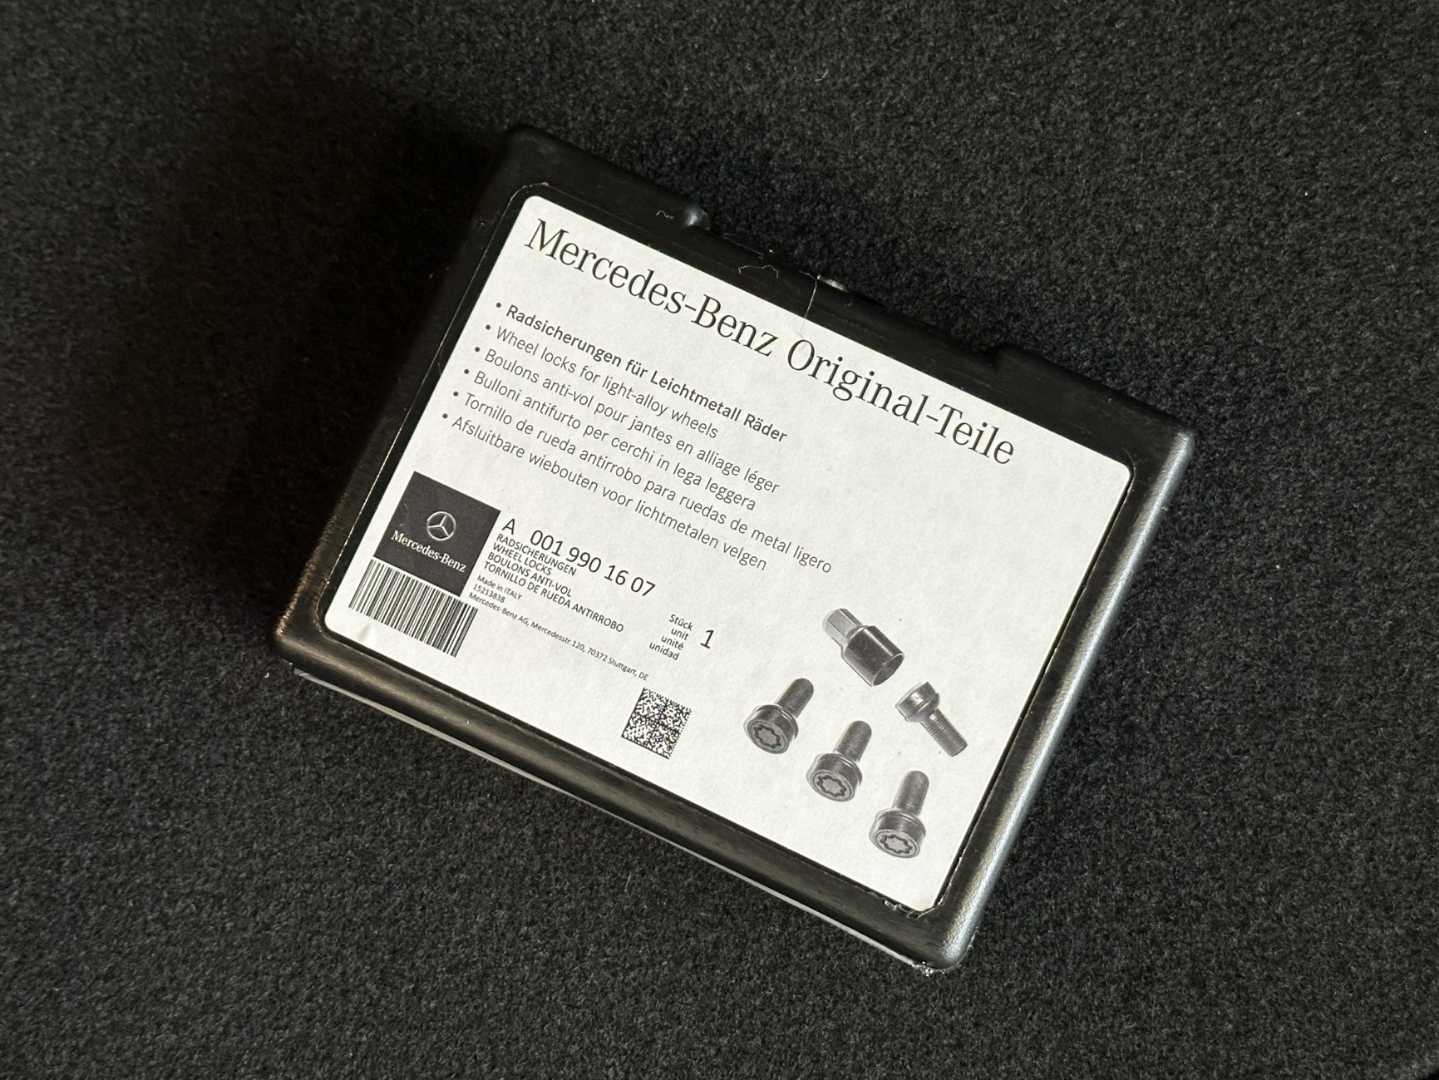 Mercedes-Benz Original-Teile
• Radsicherungen für Leichtmetall Räder
• Wheel locks for light-alloy wheels
• Boulons anti-vol pour jantes en alliage léger
• Bulloni antifurto per cerchi in lega leggera
• Tornillo de rueda antirrobo para ruedas de metal ligero
• Afsluitbare wiebouten voor lichtmetalen velgen
Mercedes-Benz
A 001 990 16 07
RADSICHERUNGEN
WHEEL LOCKS
BOULONS ANTI-VOL
TORNILLO DE RUEDA ANTIRROBO
Made in ITALY
15213838
Mercedes-Benz AG, Mercedesstr.120, 70372 Stuttgart, DE
Stück
unit
unité
unidad
1